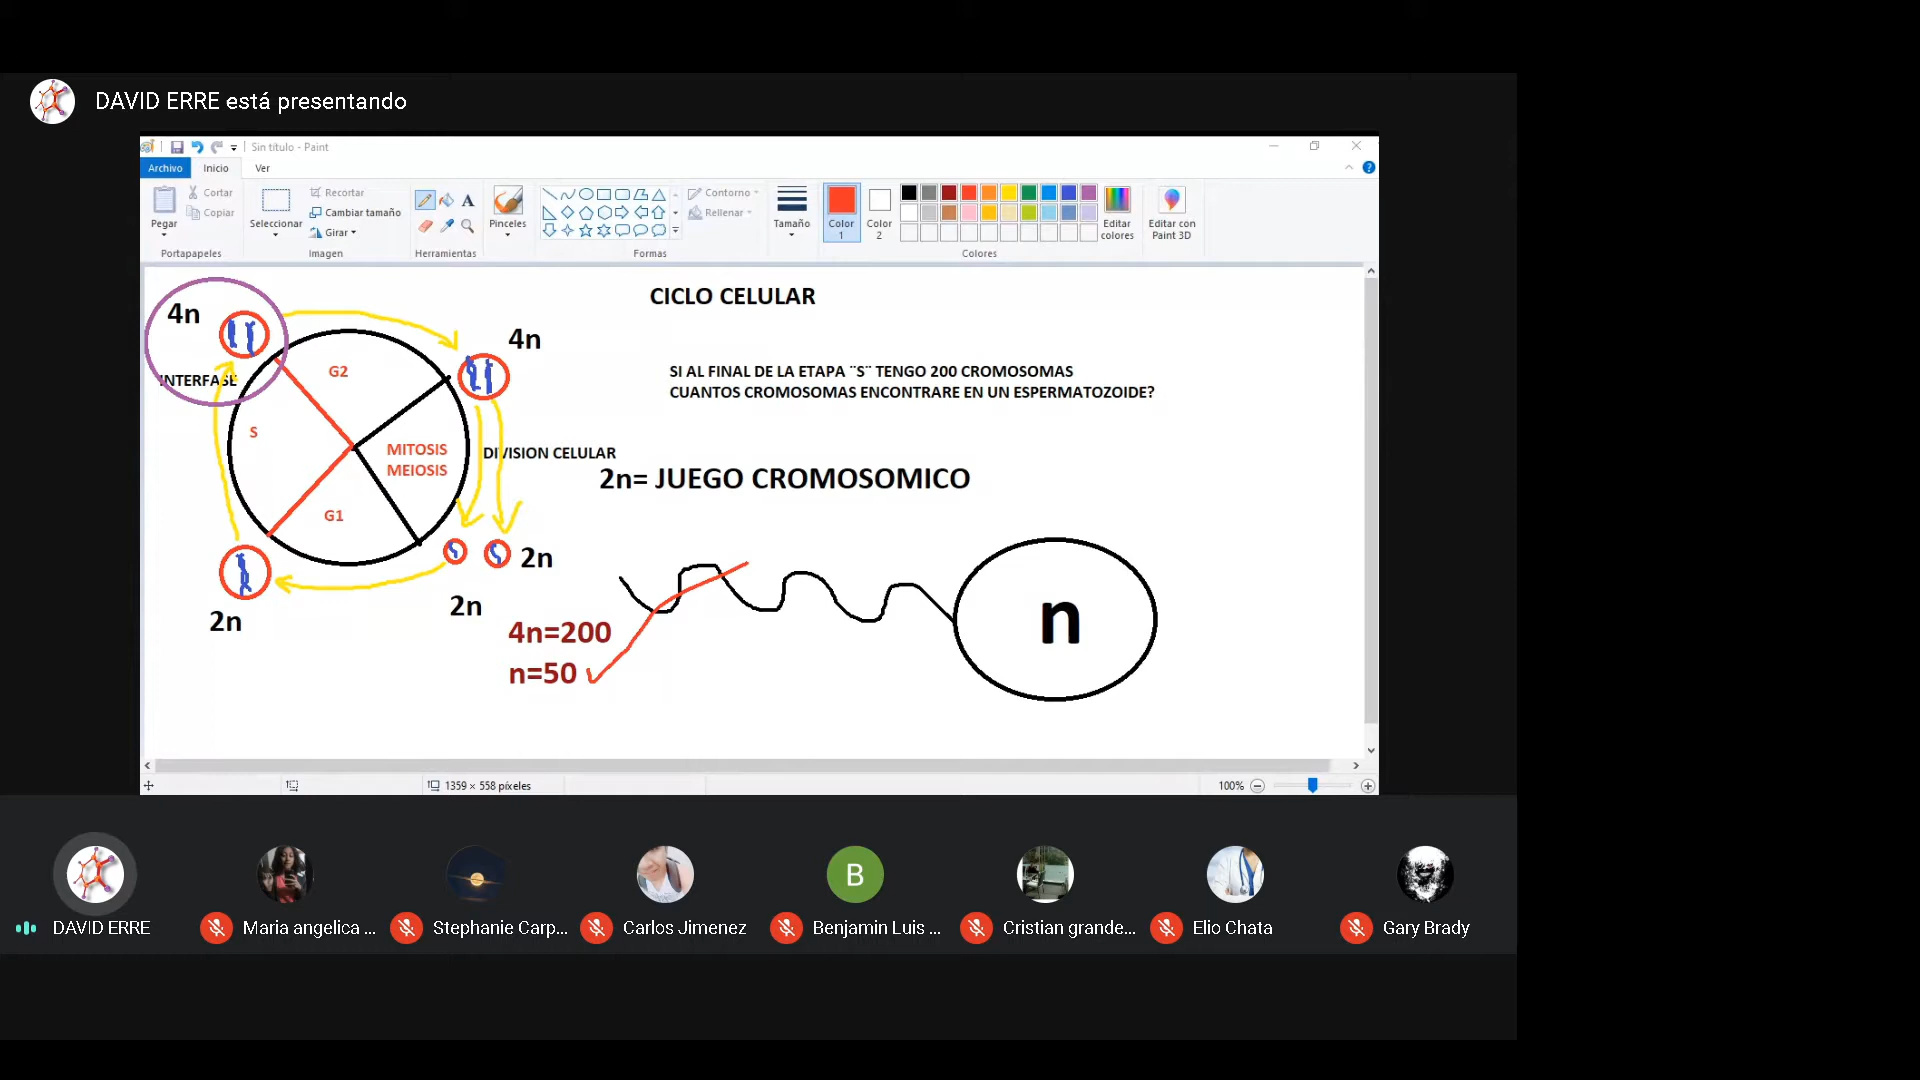 DAVID ERRE está presentando
Sin título - Paint
Archivo
Inicio
Ver
Pegar
Cortar
Copiar
Portapapeles
Seleccionar
Recortar
Cambiar tamaño
Girar
Imagen
A
Herramientas
Pinceles
Contorno
Rellenar
Formas
Tamaño
Color
1
Color
2
Editar
colores
Editar con
Paint 3D
Colores
CICLO CELULAR
4n
4n
INTERFASE
G2
SI AL FINAL DE LA ETAPA ¨S¨ TENGO 200 CROMOSOMAS
CUANTOS CROMOSOMAS ENCONTRARE EN UN ESPERMATOZOIDE?
S
MITOSIS
MEIOSIS
DIVISION CELULAR
2n= JUEGO CROMOSOMICO
G1
2n
2n
2n
4n=200
n=50
n
1359 × 558 píxeles
100%
B
DAVID ERRE
Maria angelica ...
Stephanie Carp...
Carlos Jimenez
Benjamin Luis ...
Cristian grande...
Elio Chata
Gary Brady